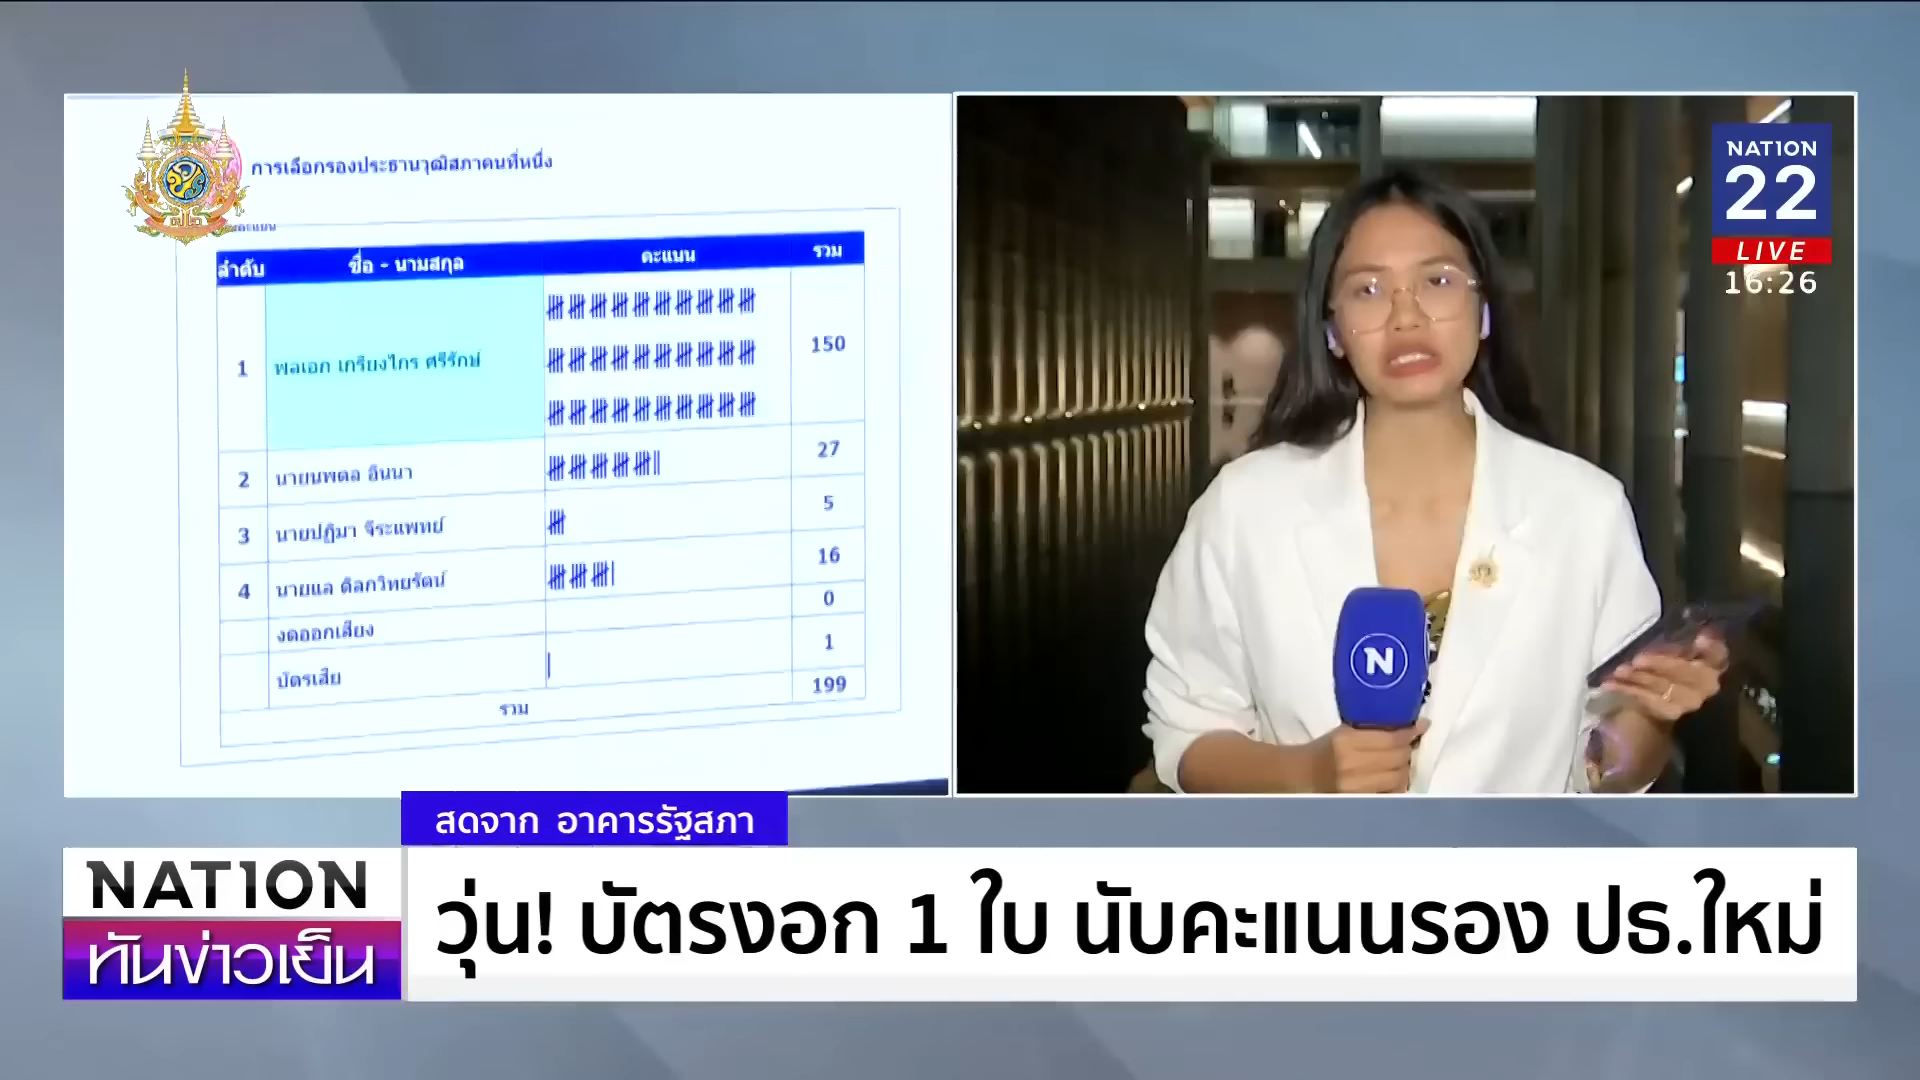 การเลือกรองประธานวุฒิสภาคนที่หนึ่ง
คะแนน
ลำดับ ชื่อ - นามสกุล คะแนน รวม
1 พลเอก เกรียงไกร ศรีรักษ์ 150
2 นายนพดล อินนา 27
3 นายปฏิมา จีระแพทย์ 5
4 นายแล ดิลกวิทยรัตน์ 16
งดออกเสียง 0
บัตรเสีย 1
รวม 199
NATION
22
LIVE
16:26
N
สดจาก อาคารรัฐสภา
NATION
ทันข่าวเย็น
วุ่น! บัตรงอก 1 ใบ นับคะแนนรอง ปธ.ใหม่